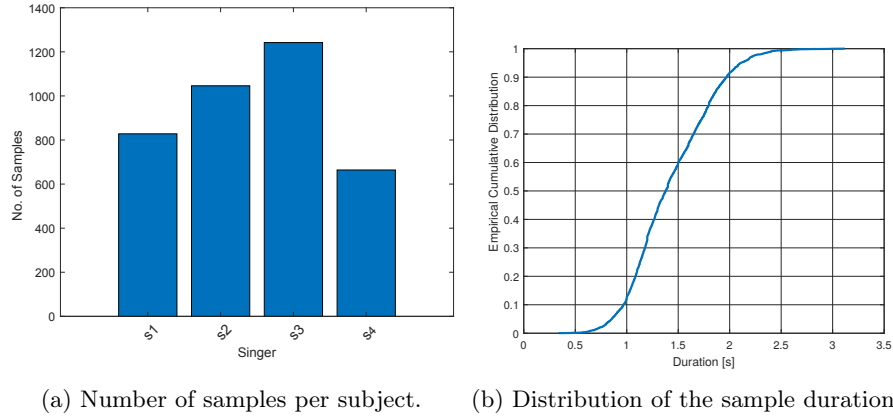 1400
1200
1000
800
600
400
200
0
No. of Samples
s1 s2 s3 s4
Singer
1
0.9
0.8
0.7
0.6
0.5
0.4
0.3
0.2
0.1
0
Empirical Cumulative Distribution
0 0.5 1 1.5 2 2.5 3 3.5
Duration [s]
(a) Number of samples per subject.
(b) Distribution of the sample duration